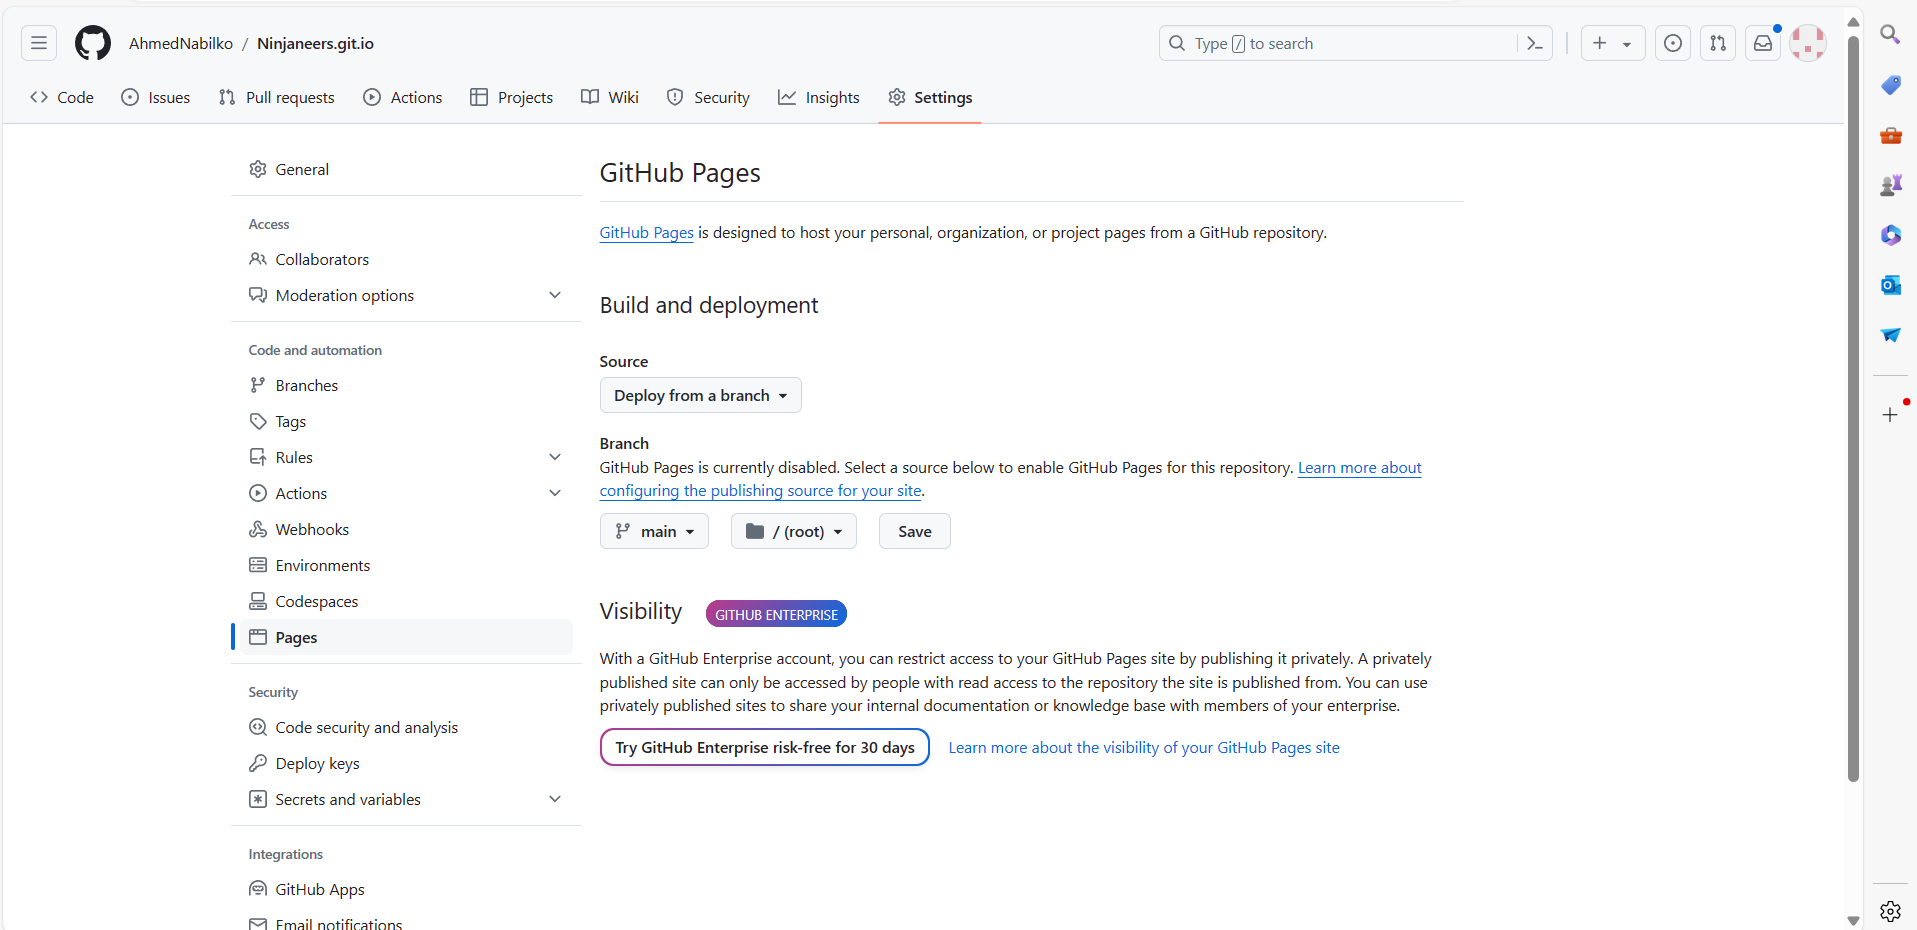 AhmedNabilko / Ninjaneers.git.io
Type / to search
Code
Issues
Pull requests
Actions
Projects
Wiki
Security
Insights
Settings
General
Access
Collaborators
Moderation options
Code and automation
Branches
Tags
Rules
Actions
Webhooks
Environments
Codespaces
Pages
Security
Code security and analysis
Deploy keys
Secrets and variables
Integrations
GitHub Apps
Email notifications
GitHub Pages
GitHub Pages is designed to host your personal, organization, or project pages from a GitHub repository.
Build and deployment
Source
Deploy from a branch
Branch
GitHub Pages is currently disabled. Select a source below to enable GitHub Pages for this repository. Learn more about
configuring the publishing source for your site.
main
/ (root)
Save
Visibility
GITHUB ENTERPRISE
With a GitHub Enterprise account, you can restrict access to your GitHub Pages site by publishing it privately. A privately
published site can only be accessed by people with read access to the repository the site is published from. You can use
privately published sites to share your internal documentation or knowledge base with members of your enterprise.
Try GitHub Enterprise risk-free for 30 days
Learn more about the visibility of your GitHub Pages site